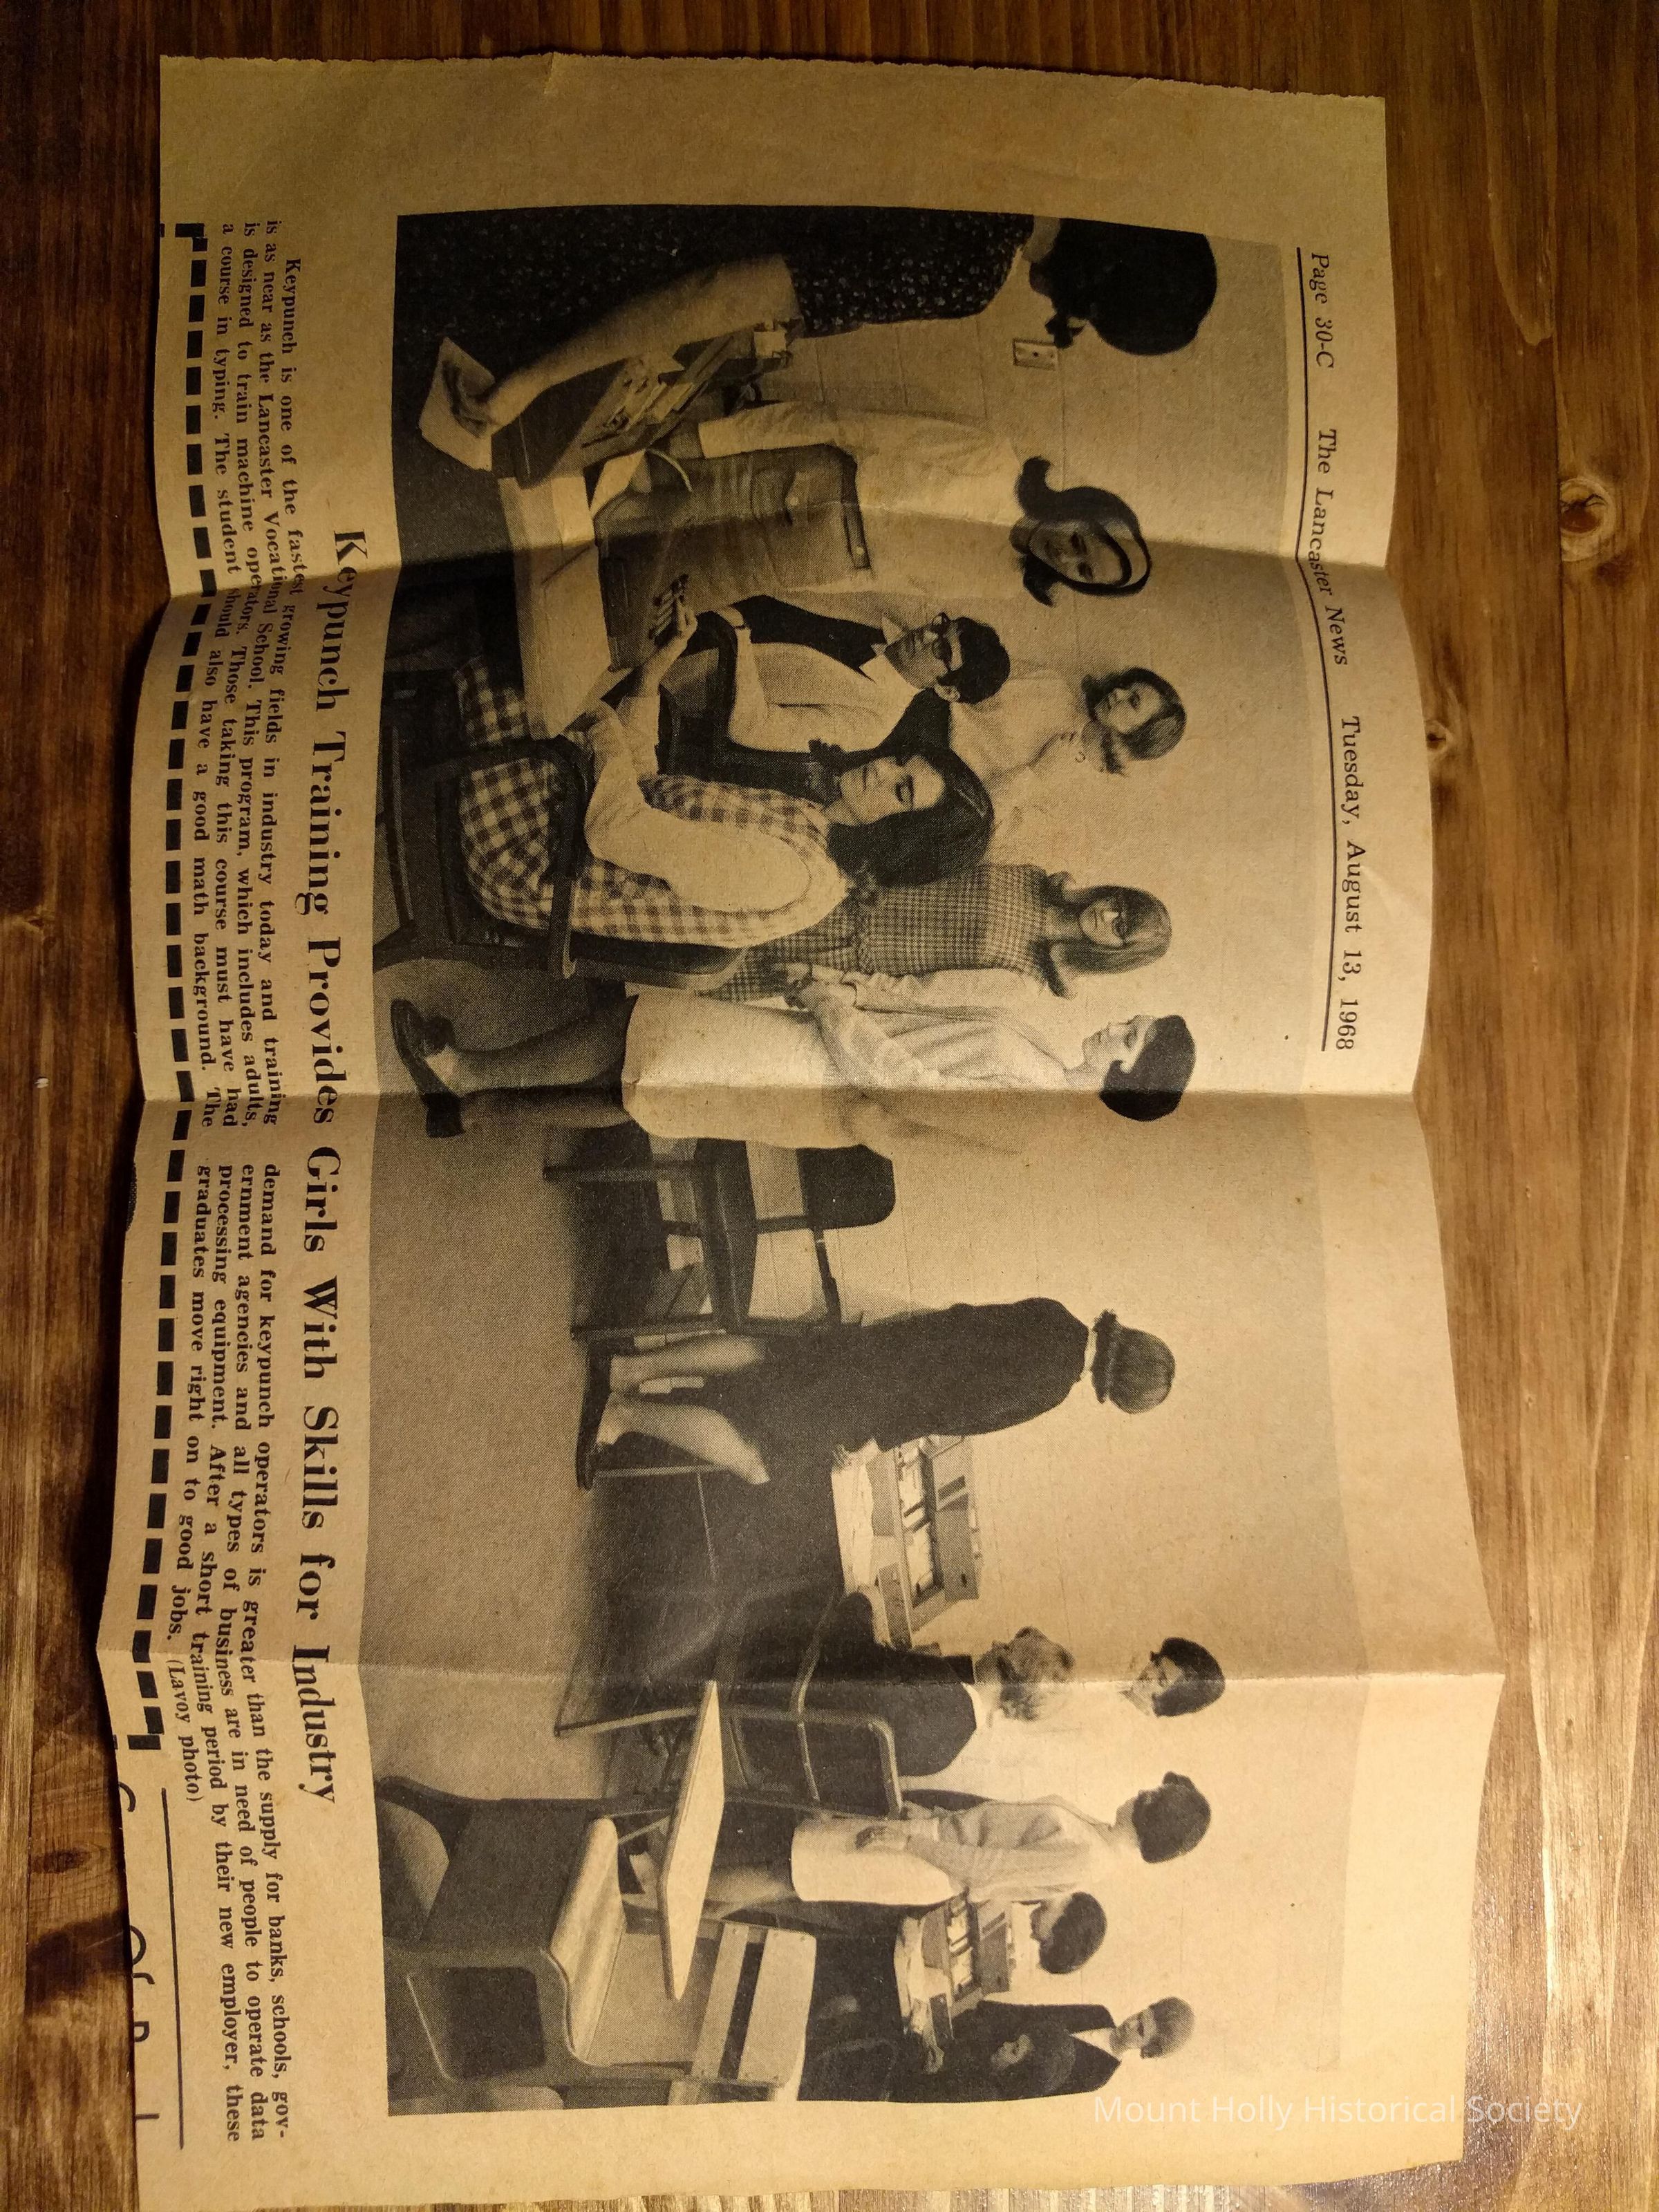 Page 30-C The Lancaster News Tuesday, August 13, 1968
Keypunch Training Provides Girls With Skills for Industry
Keypunch is one of the fastest growing fields in industry today and training
is as near as the Lancaster Vocational School. This program, which includes adults,
is designed to train machine operators. Those taking this course must have had
a course in typing. The student should also have a good math background. The
demand for keypunch operators is greater than the supply for banks, schools, gov-
ernment agencies and all types of business are in need of people to operate data
processing equipment. After a short training period by their new employer, these
graduates move right on to good jobs. (Lavoy photo)
Mount Holly Historical Society